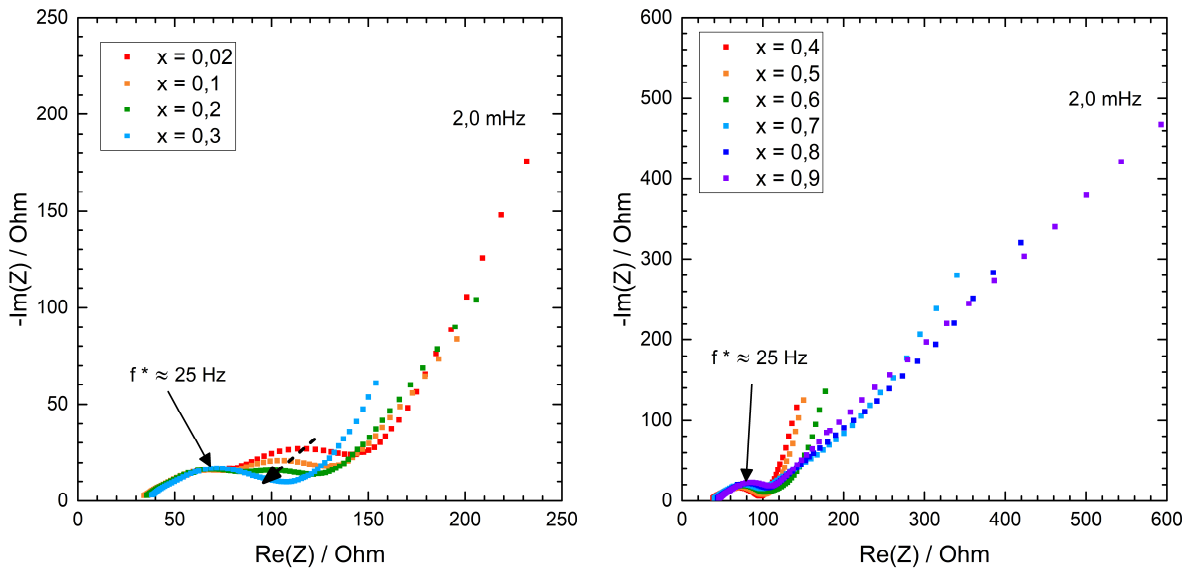 250
200
150
100
50
0
-Im(Z) / Ohm
x = 0,02
x = 0,1
x = 0,2
x = 0,3
2,0 mHz
f * ≈ 25 Hz
0 50 100 150 200 250
Re(Z) / Ohm
600
500
400
300
200
100
0
-Im(Z) / Ohm
x = 0,4
x = 0,5
x = 0,6
x = 0,7
x = 0,8
x = 0,9
2,0 mHz
f * ≈ 25 Hz
0 100 200 300 400 500 600
Re(Z) / Ohm